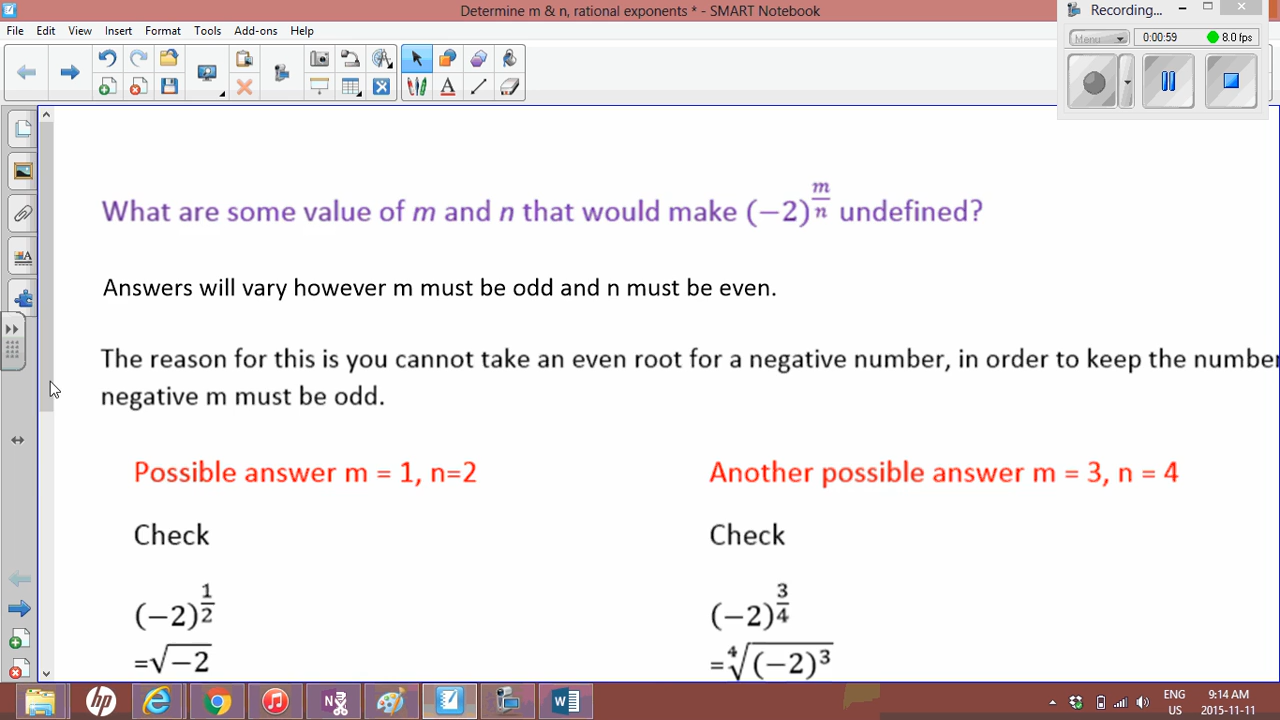 Determine m & n, rational exponents * - SMART Notebook
Recording...
File Edit View Insert Format Tools Add-ons Help
Menu 0:00:59 8.0 fps
What are some value of m and n that would make (−2)^(m/n) undefined?
Answers will vary however m must be odd and n must be even.
The reason for this is you cannot take an even root for a negative number, in order to keep the number
negative m must be odd.
Possible answer m = 1, n=2
Another possible answer m = 3, n = 4
Check
Check
(−2)^(1/2)
(−2)^(3/4)
=√−2
=∜(−2)³
hp
N
W
ENG
US
9:14 AM
2015-11-11